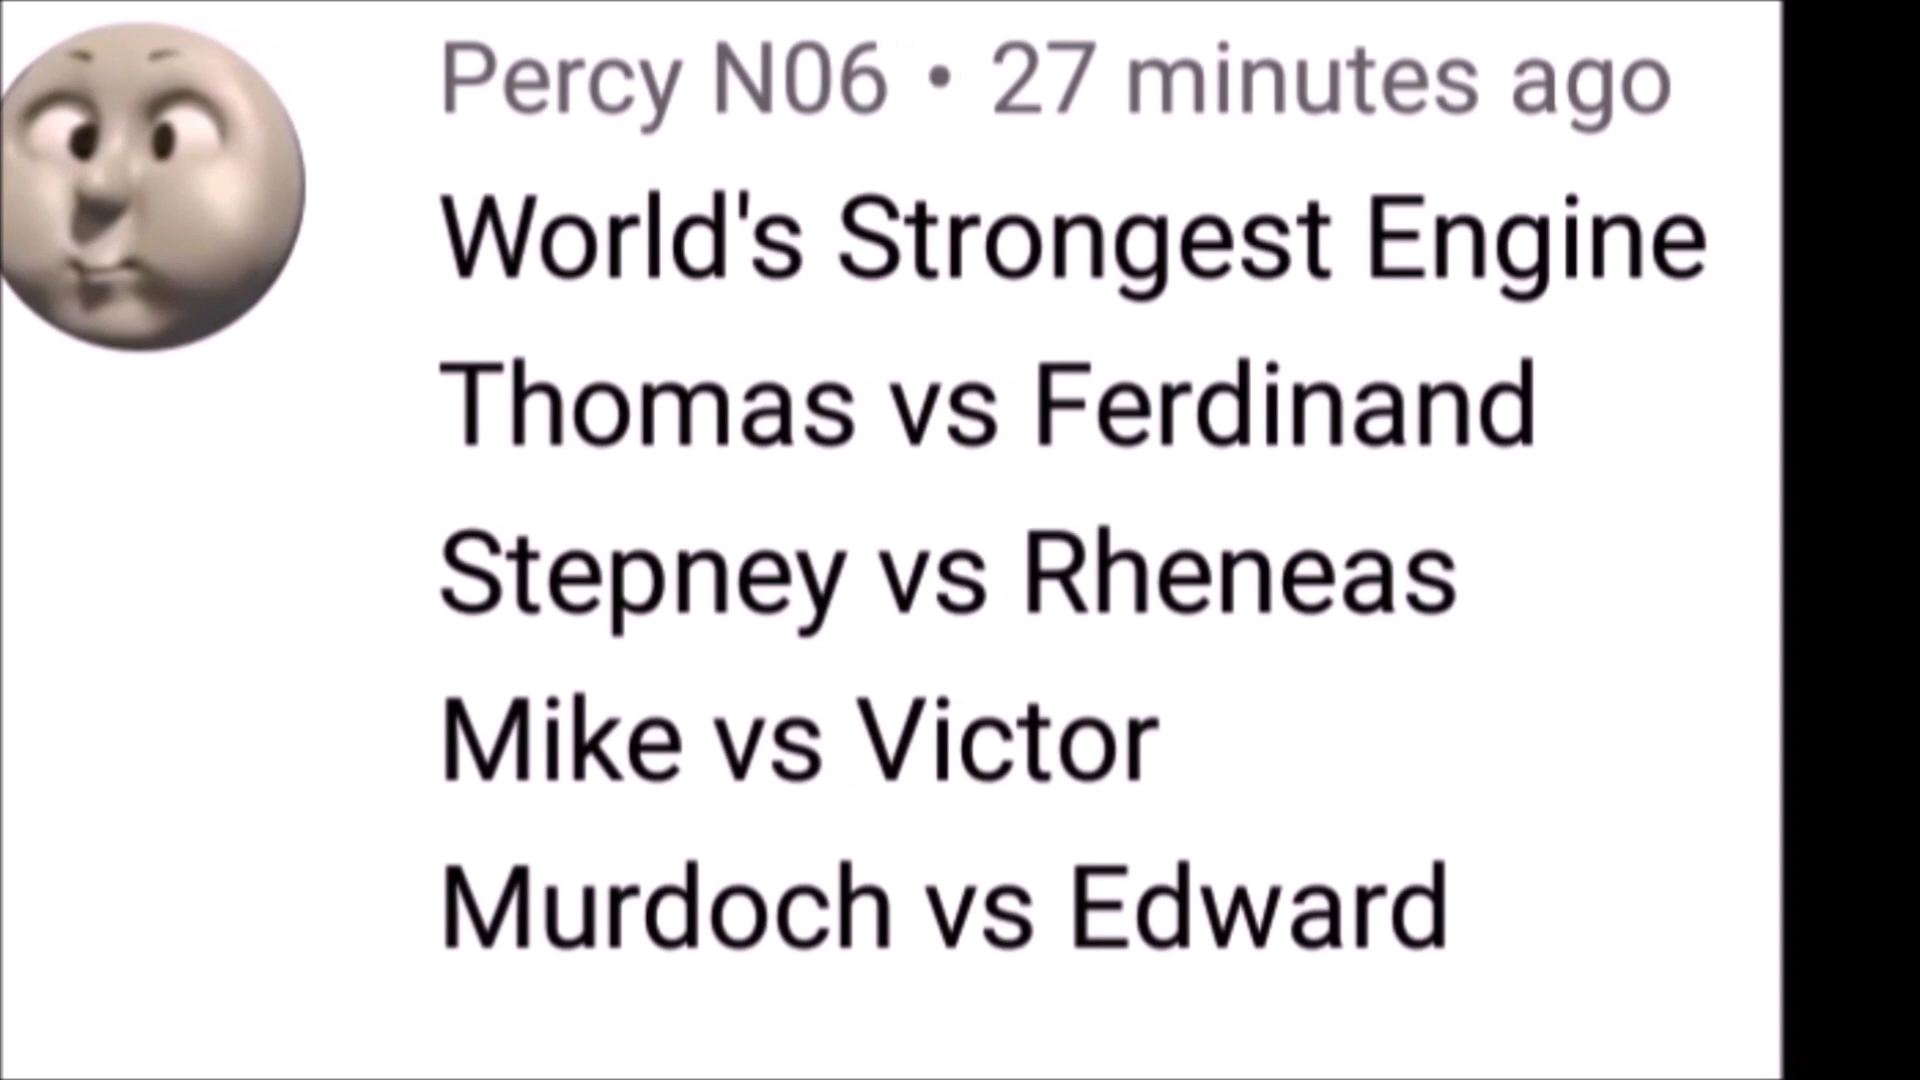 Percy N06 • 27 minutes ago
World's Strongest Engine
Thomas vs Ferdinand
Stepney vs Rheneas
Mike vs Victor
Murdoch vs Edward